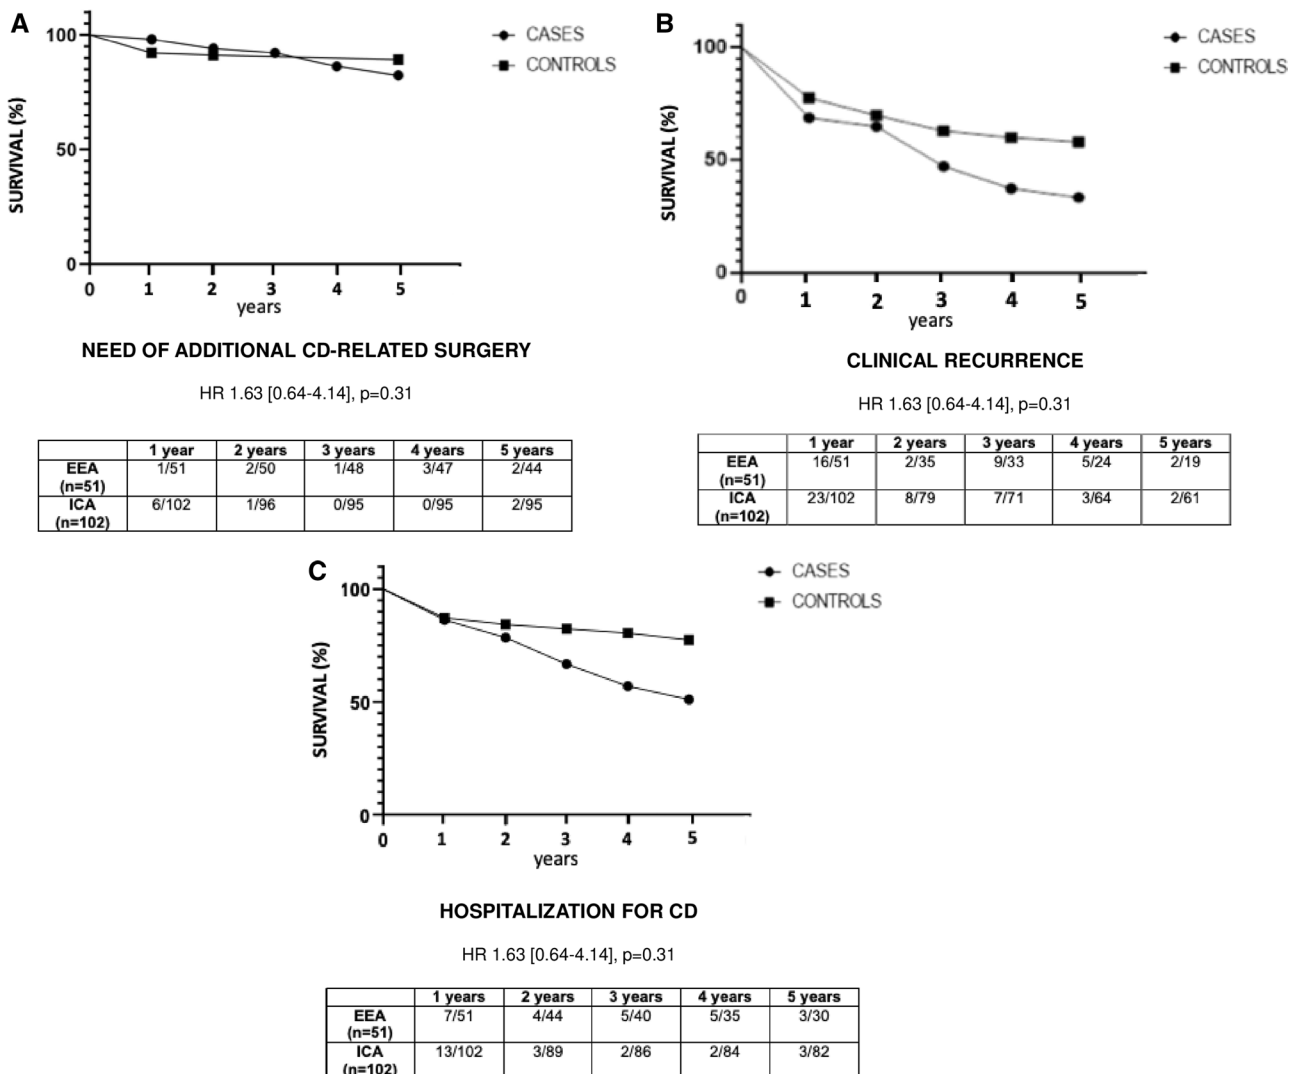 A
100
50
0
SURVIVAL (%)
0 1 2 3 4 5
years
CASES
CONTROLS
NEED OF ADDITIONAL CD-RELATED SURGERY
HR 1.63 [0.64-4.14], p=0.31
1 year 2 years 3 years 4 years 5 years
EEA 1/51 2/50 1/48 3/47 2/44
(n=51)
ICA 6/102 1/96 0/95 0/95 2/95
(n=102)
B
100
50
0
SURVIVAL (%)
0 1 2 3 4 5
years
CASES
CONTROLS
CLINICAL RECURRENCE
HR 1.63 [0.64-4.14], p=0.31
1 year 2 years 3 years 4 years 5 years
EEA 16/51 2/35 9/33 5/24 2/19
(n=51)
ICA 23/102 8/79 7/71 3/64 2/61
(n=102)
C
100
50
0
SURVIVAL (%)
0 1 2 3 4 5
years
CASES
CONTROLS
HOSPITALIZATION FOR CD
HR 1.63 [0.64-4.14], p=0.31
1 years 2 years 3 years 4 years 5 years
EEA 7/51 4/44 5/40 5/35 3/30
(n=51)
ICA 13/102 3/89 2/86 2/84 3/82
(n=102)